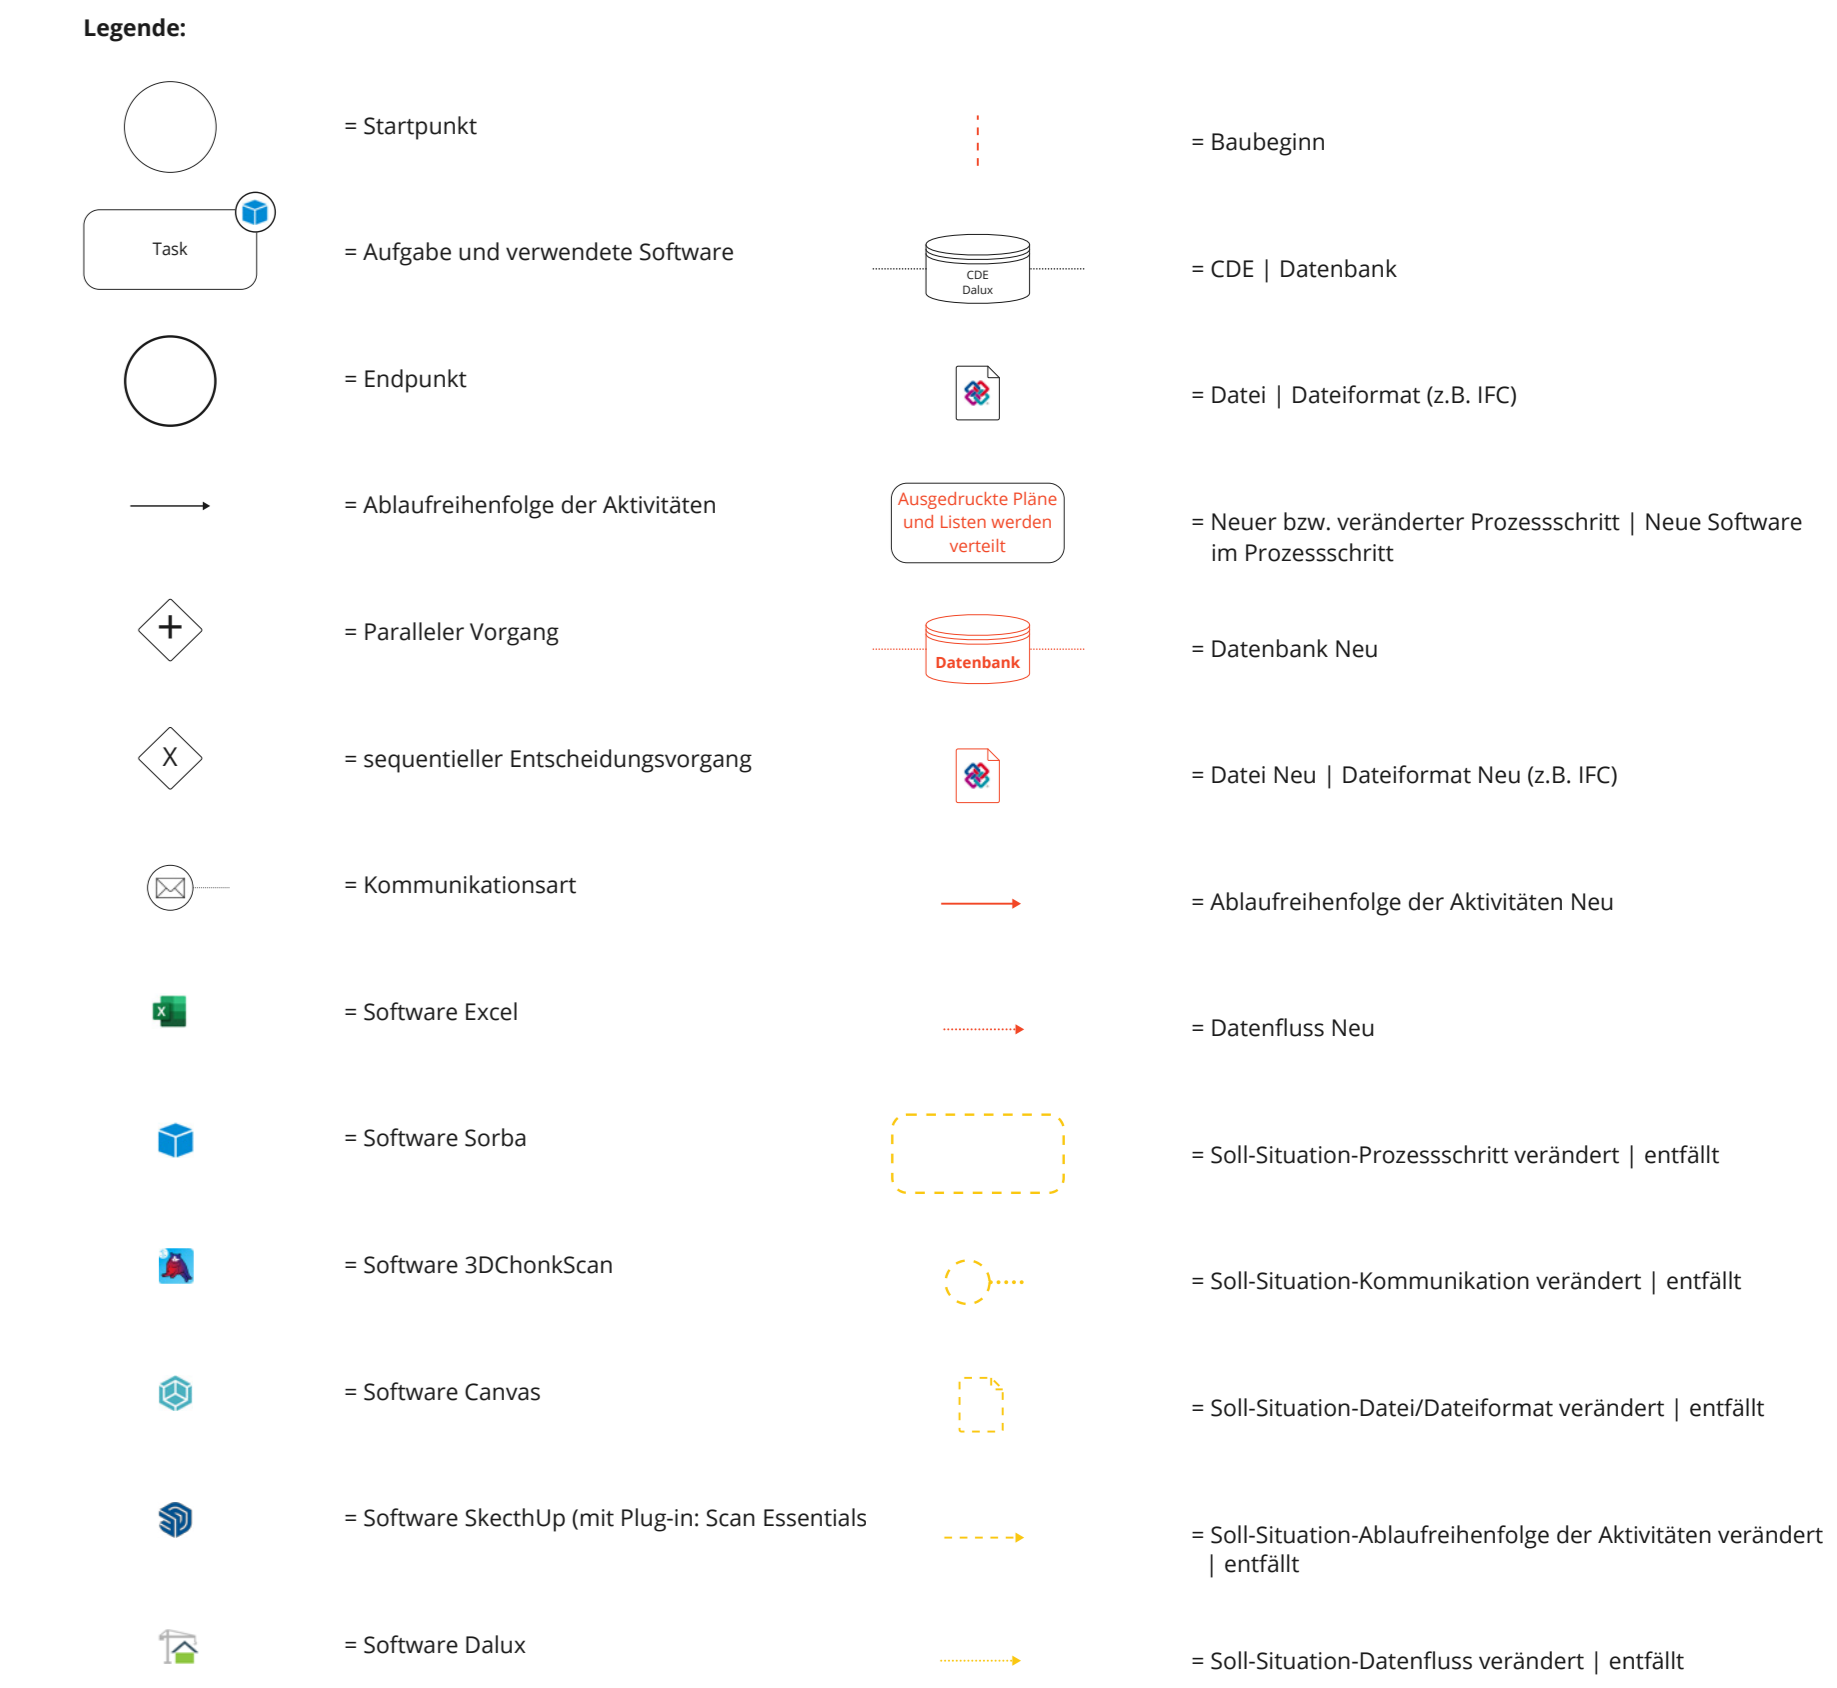 Legende:
= Startpunkt
Task
= Aufgabe und verwendete Software
= Endpunkt
= Ablaufreihenfolge der Aktivitäten
= Paralleler Vorgang
X
= sequentieller Entscheidungsvorgang
= Kommunikationsart
X
= Software Excel
= Software Sorba
= Software 3DChonkScan
= Software Canvas
= Software SkecthUp (mit Plug-in: Scan Essentials
= Software Dalux
= Baubeginn
CDE
Dalux
= CDE | Datenbank
= Datei | Dateiformat (z.B. IFC)
Ausgedruckte Pläne
und Listen werden
verteilt
= Neuer bzw. veränderter Prozessschritt | Neue Software
im Prozessschritt
Datenbank
= Datenbank Neu
= Datei Neu | Dateiformat Neu (z.B. IFC)
= Ablaufreihenfolge der Aktivitäten Neu
= Datenfluss Neu
= Soll-Situation-Prozessschritt verändert | entfällt
= Soll-Situation-Kommunikation verändert | entfällt
= Soll-Situation-Datei/Dateiformat verändert | entfällt
= Soll-Situation-Ablaufreihenfolge der Aktivitäten verändert
| entfällt
= Soll-Situation-Datenfluss verändert | entfällt